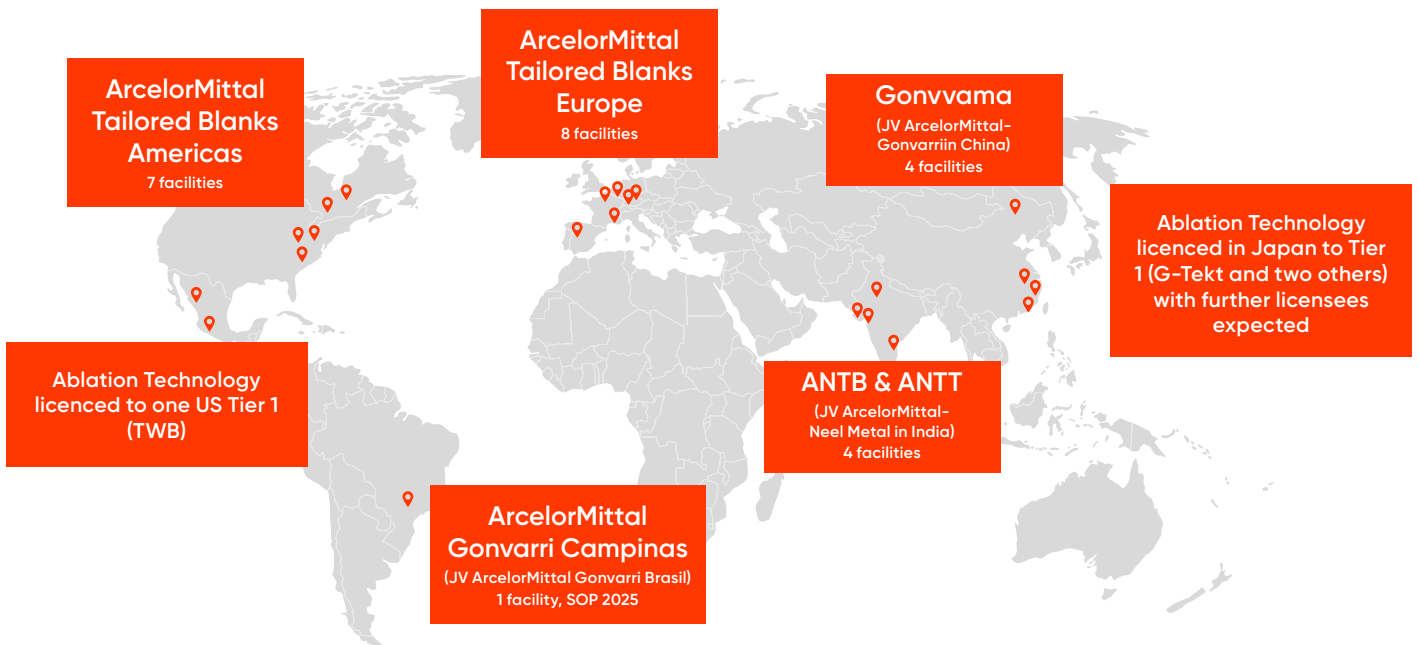 ArcelorMittal
Tailored Blanks
Americas
7 facilities
ArcelorMittal
Tailored Blanks
Europe
8 facilities
Gonvvama
(JV ArcelorMittal-
Gonvarriin China)
4 facilities
Ablation Technology
licenced in Japan to Tier
1 (G-Tekt and two others)
with further licensees
expected
Ablation Technology
licenced to one US Tier 1
(TWB)
ANTB & ANTT
(JV ArcelorMittal-
Neel Metal in India)
4 facilities
ArcelorMittal
Gonvarri Campinas
(JV ArcelorMittal Gonvarri Brasil)
1 facility, SOP 2025